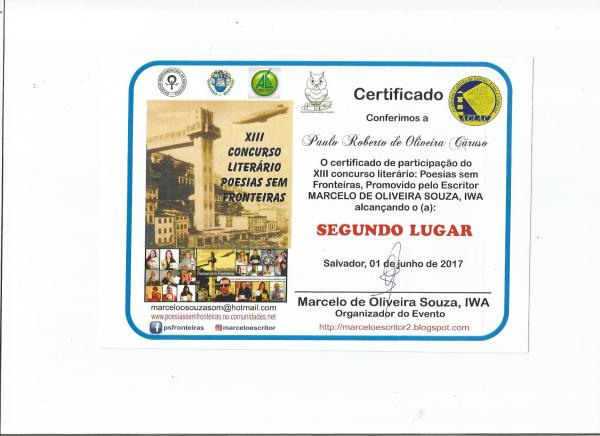 Certificado
Conferimos a
Paulo Roberto de Oliveira Caruso
O certificado de participação do
XIII concurso literário: Poesias sem
Fronteiras, Promovido pelo Escritor
MARCELO DE OLIVEIRA SOUZA, IWA
alcançando o (a):
SEGUNDO LUGAR
Salvador, 01 de junho de 2017
Marcelo de Oliveira Souza, IWA
Organizador do Evento
http://marceloescritor2.blogspot.com
XIII
CONCURSO
LITERÁRIO
POESIAS SEM
FRONTEIRAS
marceloosouzasom@hotmail.com
www.poesiassemfronteiras.no.comunidades.net
psfronteiras
marceloescritor
ACLAC